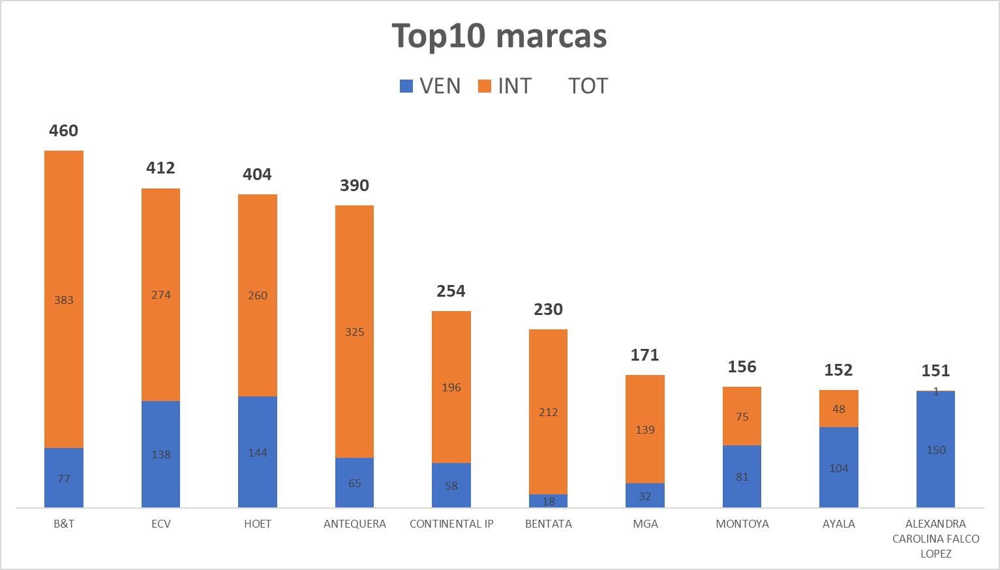 Top10 marcas
VEN INT TOT
460
412
404
390
254
230
171
156
152
151
383
274
260
325
196
212
139
75
48
1
77
138
144
65
58
18
32
81
104
150
B&T
ECV
HOET
ANTEQUERA
CONTINENTAL IP
BENTATA
MGA
MONTOYA
AYALA
ALEXANDRA
CAROLINA FALCO
LOPEZ